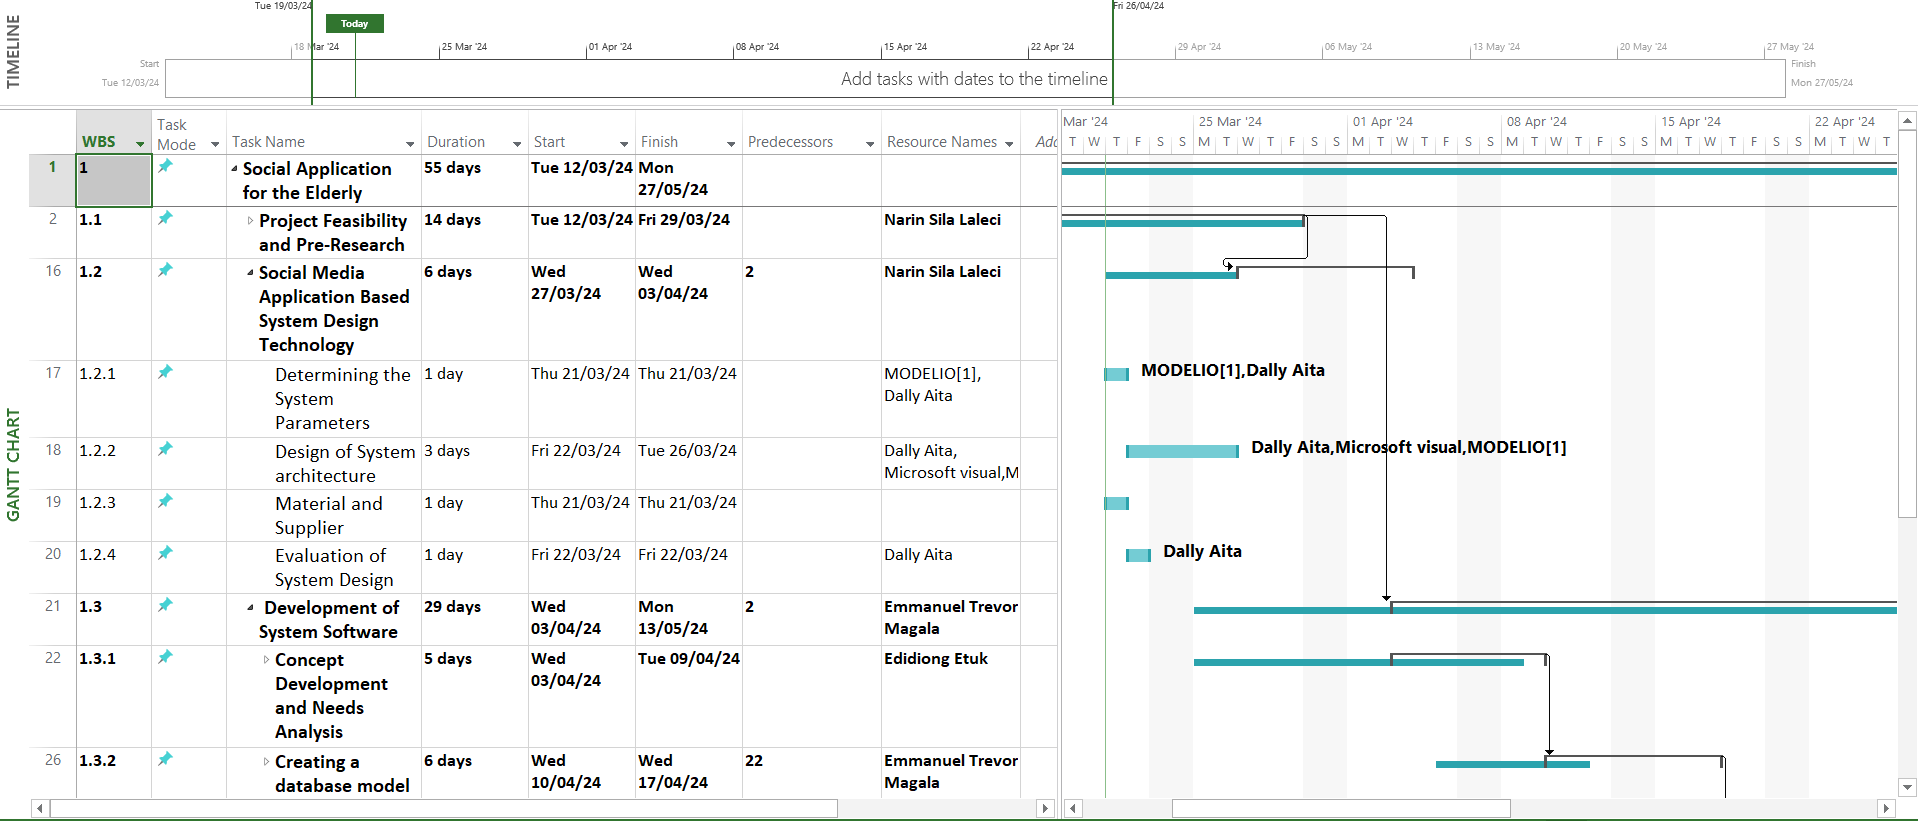 Tue 19/03/24
Fri 26/04/24
Today
18 Mar '24
25 Mar '24
01 Apr '24
08 Apr '24
15 Apr '24
22 Apr '24
29 Apr '24
06 May '24
13 May '24
20 May '24
27 May '24
TIMELINE
Start
Tue 12/03/24
Add tasks with dates to the timeline
Finish
Mon 27/05/24
GANTT CHART
WBS
Task
Mode
Task Name
Duration
Start
Finish
Predecessors
Resource Names
Add
Mar '24
25 Mar '24
01 Apr '24
08 Apr '24
15 Apr '24
22 Apr '24
T W T F S S M T W T F S S M T W T F S S M T W T F S S M T W T F S S M T W T
1 1 Social Application 55 days Tue 12/03/24 Mon
for the Elderly 27/05/24
2 1.1 Project Feasibility 14 days Tue 12/03/24 Fri 29/03/24 Narin Sila Laleci
and Pre-Research
16 1.2 Social Media 6 days Wed Wed 2 Narin Sila Laleci
Application Based 27/03/24 03/04/24
System Design
Technology
17 1.2.1 Determining the 1 day Thu 21/03/24 Thu 21/03/24 MODELIO[1], MODELIO[1],Dally Aita
System Dally Aita
Parameters
18 1.2.2 Design of System 3 days Fri 22/03/24 Tue 26/03/24 Dally Aita, Dally Aita,Microsoft visual,MODELIO[1]
architecture Microsoft visual,M
19 1.2.3 Material and 1 day Thu 21/03/24 Thu 21/03/24
Supplier
20 1.2.4 Evaluation of 1 day Fri 22/03/24 Fri 22/03/24 Dally Aita Dally Aita
System Design
21 1.3 Development of 29 days Wed Mon 2 Emmanuel Trevor
System Software 03/04/24 13/05/24 Magala
22 1.3.1 Concept 5 days Wed Tue 09/04/24 Edidiong Etuk
Development 03/04/24
and Needs
Analysis
26 1.3.2 Creating a 6 days Wed Wed 22 Emmanuel Trevor
database model 10/04/24 17/04/24 Magala